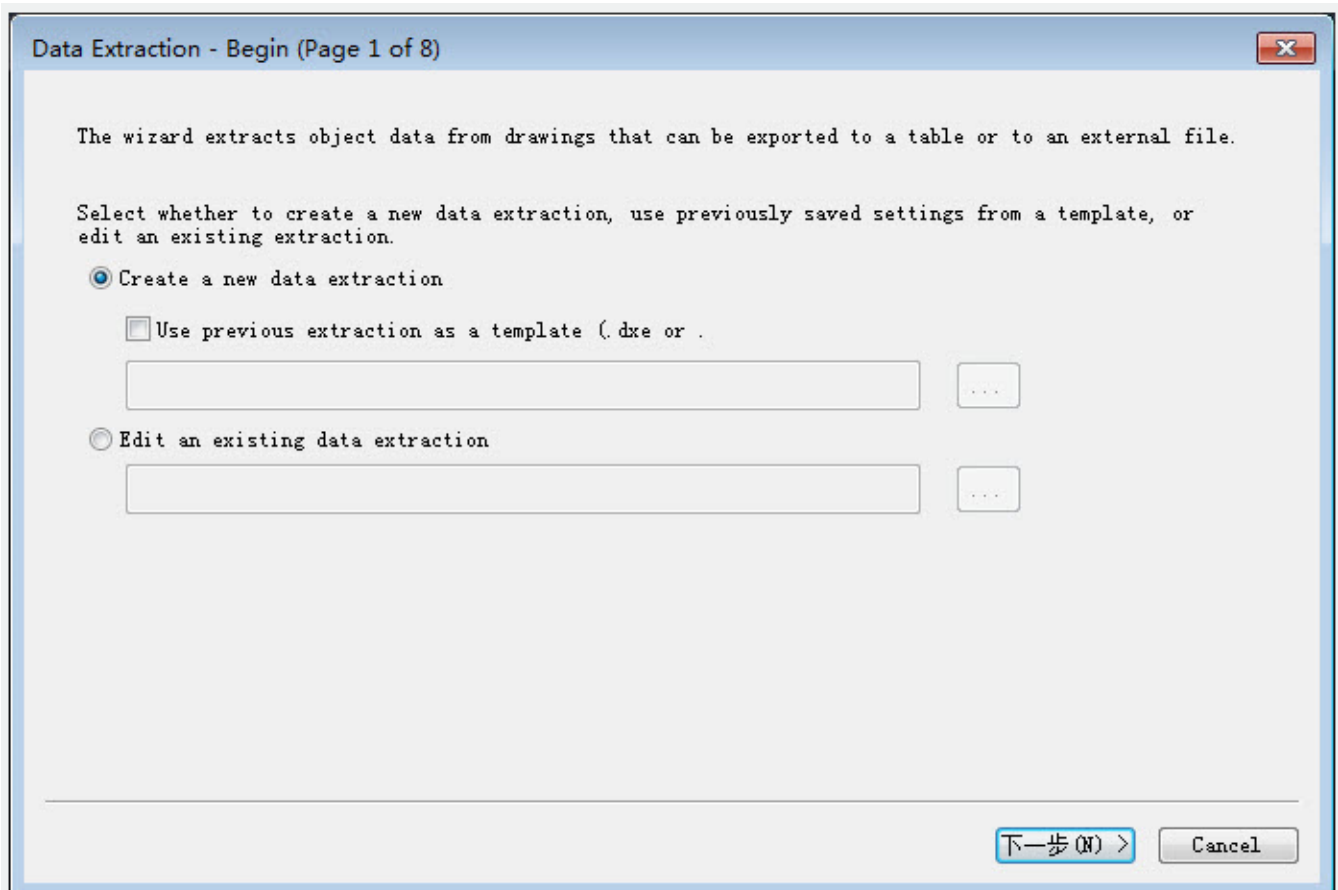 Data Extraction - Begin (Page 1 of 8)
The wizard extracts object data from drawings that can be exported to a table or to an external file.
Select whether to create a new data extraction, use previously saved settings from a template, or
edit an existing extraction.
Create a new data extraction
Use previous extraction as a template (.dxe or .
...
Edit an existing data extraction
...
下一步(N) >
Cancel